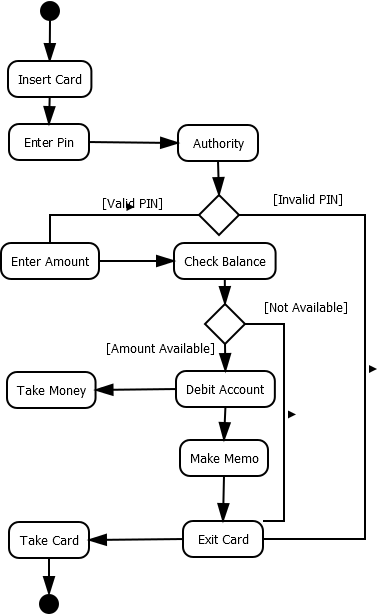 Insert Card
Enter Pin
Authority
[Valid PIN]
[Invalid PIN]
Enter Amount
Check Balance
[Not Available]
[Amount Available]
Take Money
Debit Account
Make Memo
Take Card
Exit Card